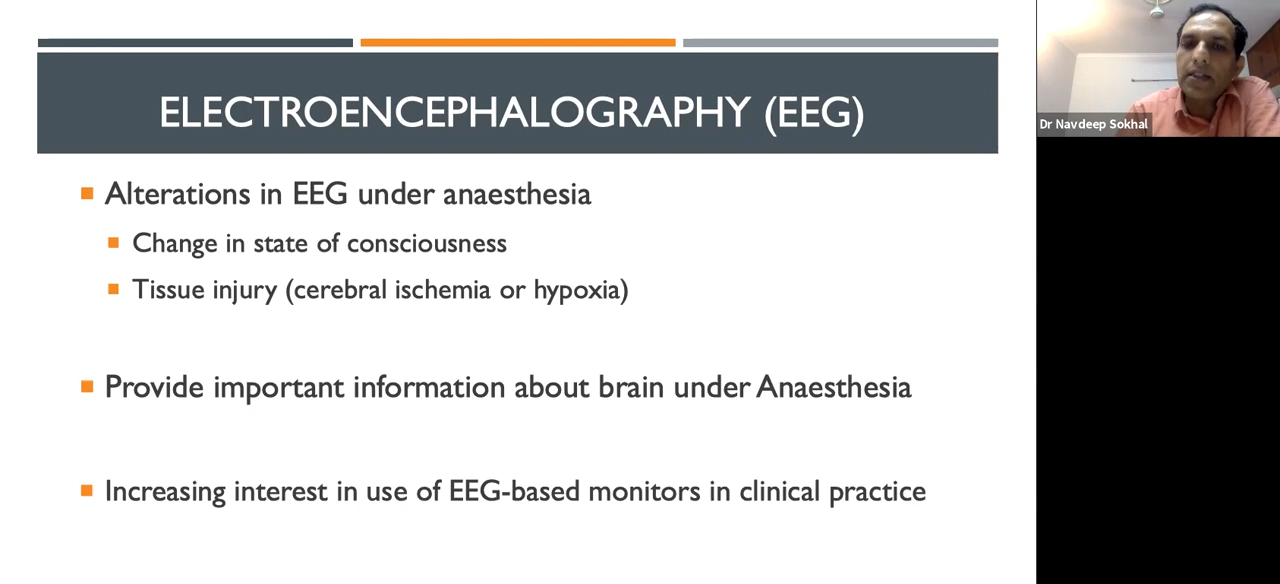 ELECTROENCEPHALOGRAPHY (EEG)
Alterations in EEG under anaesthesia
Change in state of consciousness
Tissue injury (cerebral ischemia or hypoxia)
Provide important information about brain under Anaesthesia
Increasing interest in use of EEG-based monitors in clinical practice
Dr Navdeep Sokhal